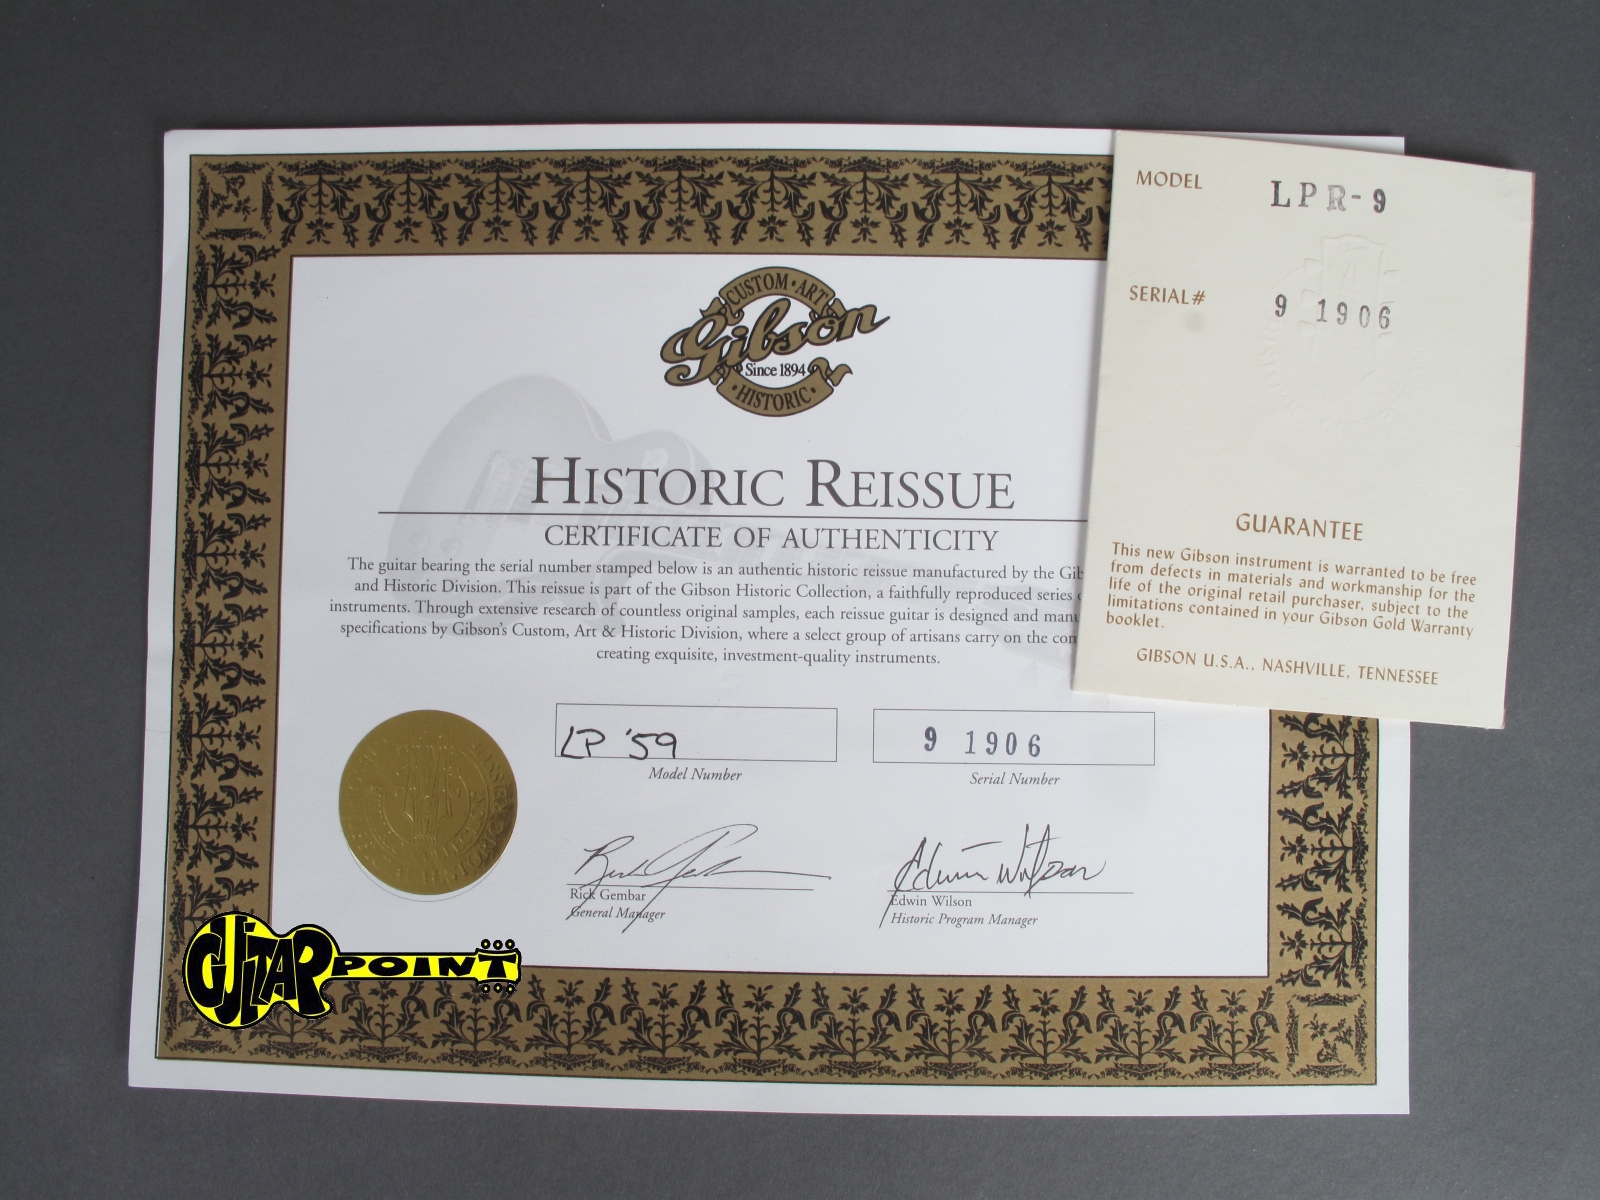 CUSTOM · ART
Gibson
Since 1894
· HISTORIC ·
HISTORIC REISSUE
CERTIFICATE OF AUTHENTICITY
The guitar bearing the serial number stamped below is an authentic historic reissue manufactured by the Gib
and Historic Division. This reissue is part of the Gibson Historic Collection, a faithfully reproduced series
instruments. Through extensive research of countless original samples, each reissue guitar is designed and
specifications by Gibson's Custom, Art & Historic Division, where a select group of artisans carry on the
creating exquisite, investment-quality instruments.
LP '59
Model Number
9 1906
Serial Number
Rick Gembar
General Manager
Edwin Wilson
Edwin Wilson
Historic Program Manager
MODEL LPR-9
SERIAL# 9 1906
GUARANTEE
This new Gibson instrument is warranted to be free
from defects in materials and workmanship for the
life of the original retail purchaser, subject to the
limitations contained in your Gibson Gold Warranty
booklet.
GIBSON U.S.A., NASHVILLE, TENNESSEE
GUITAR POINT